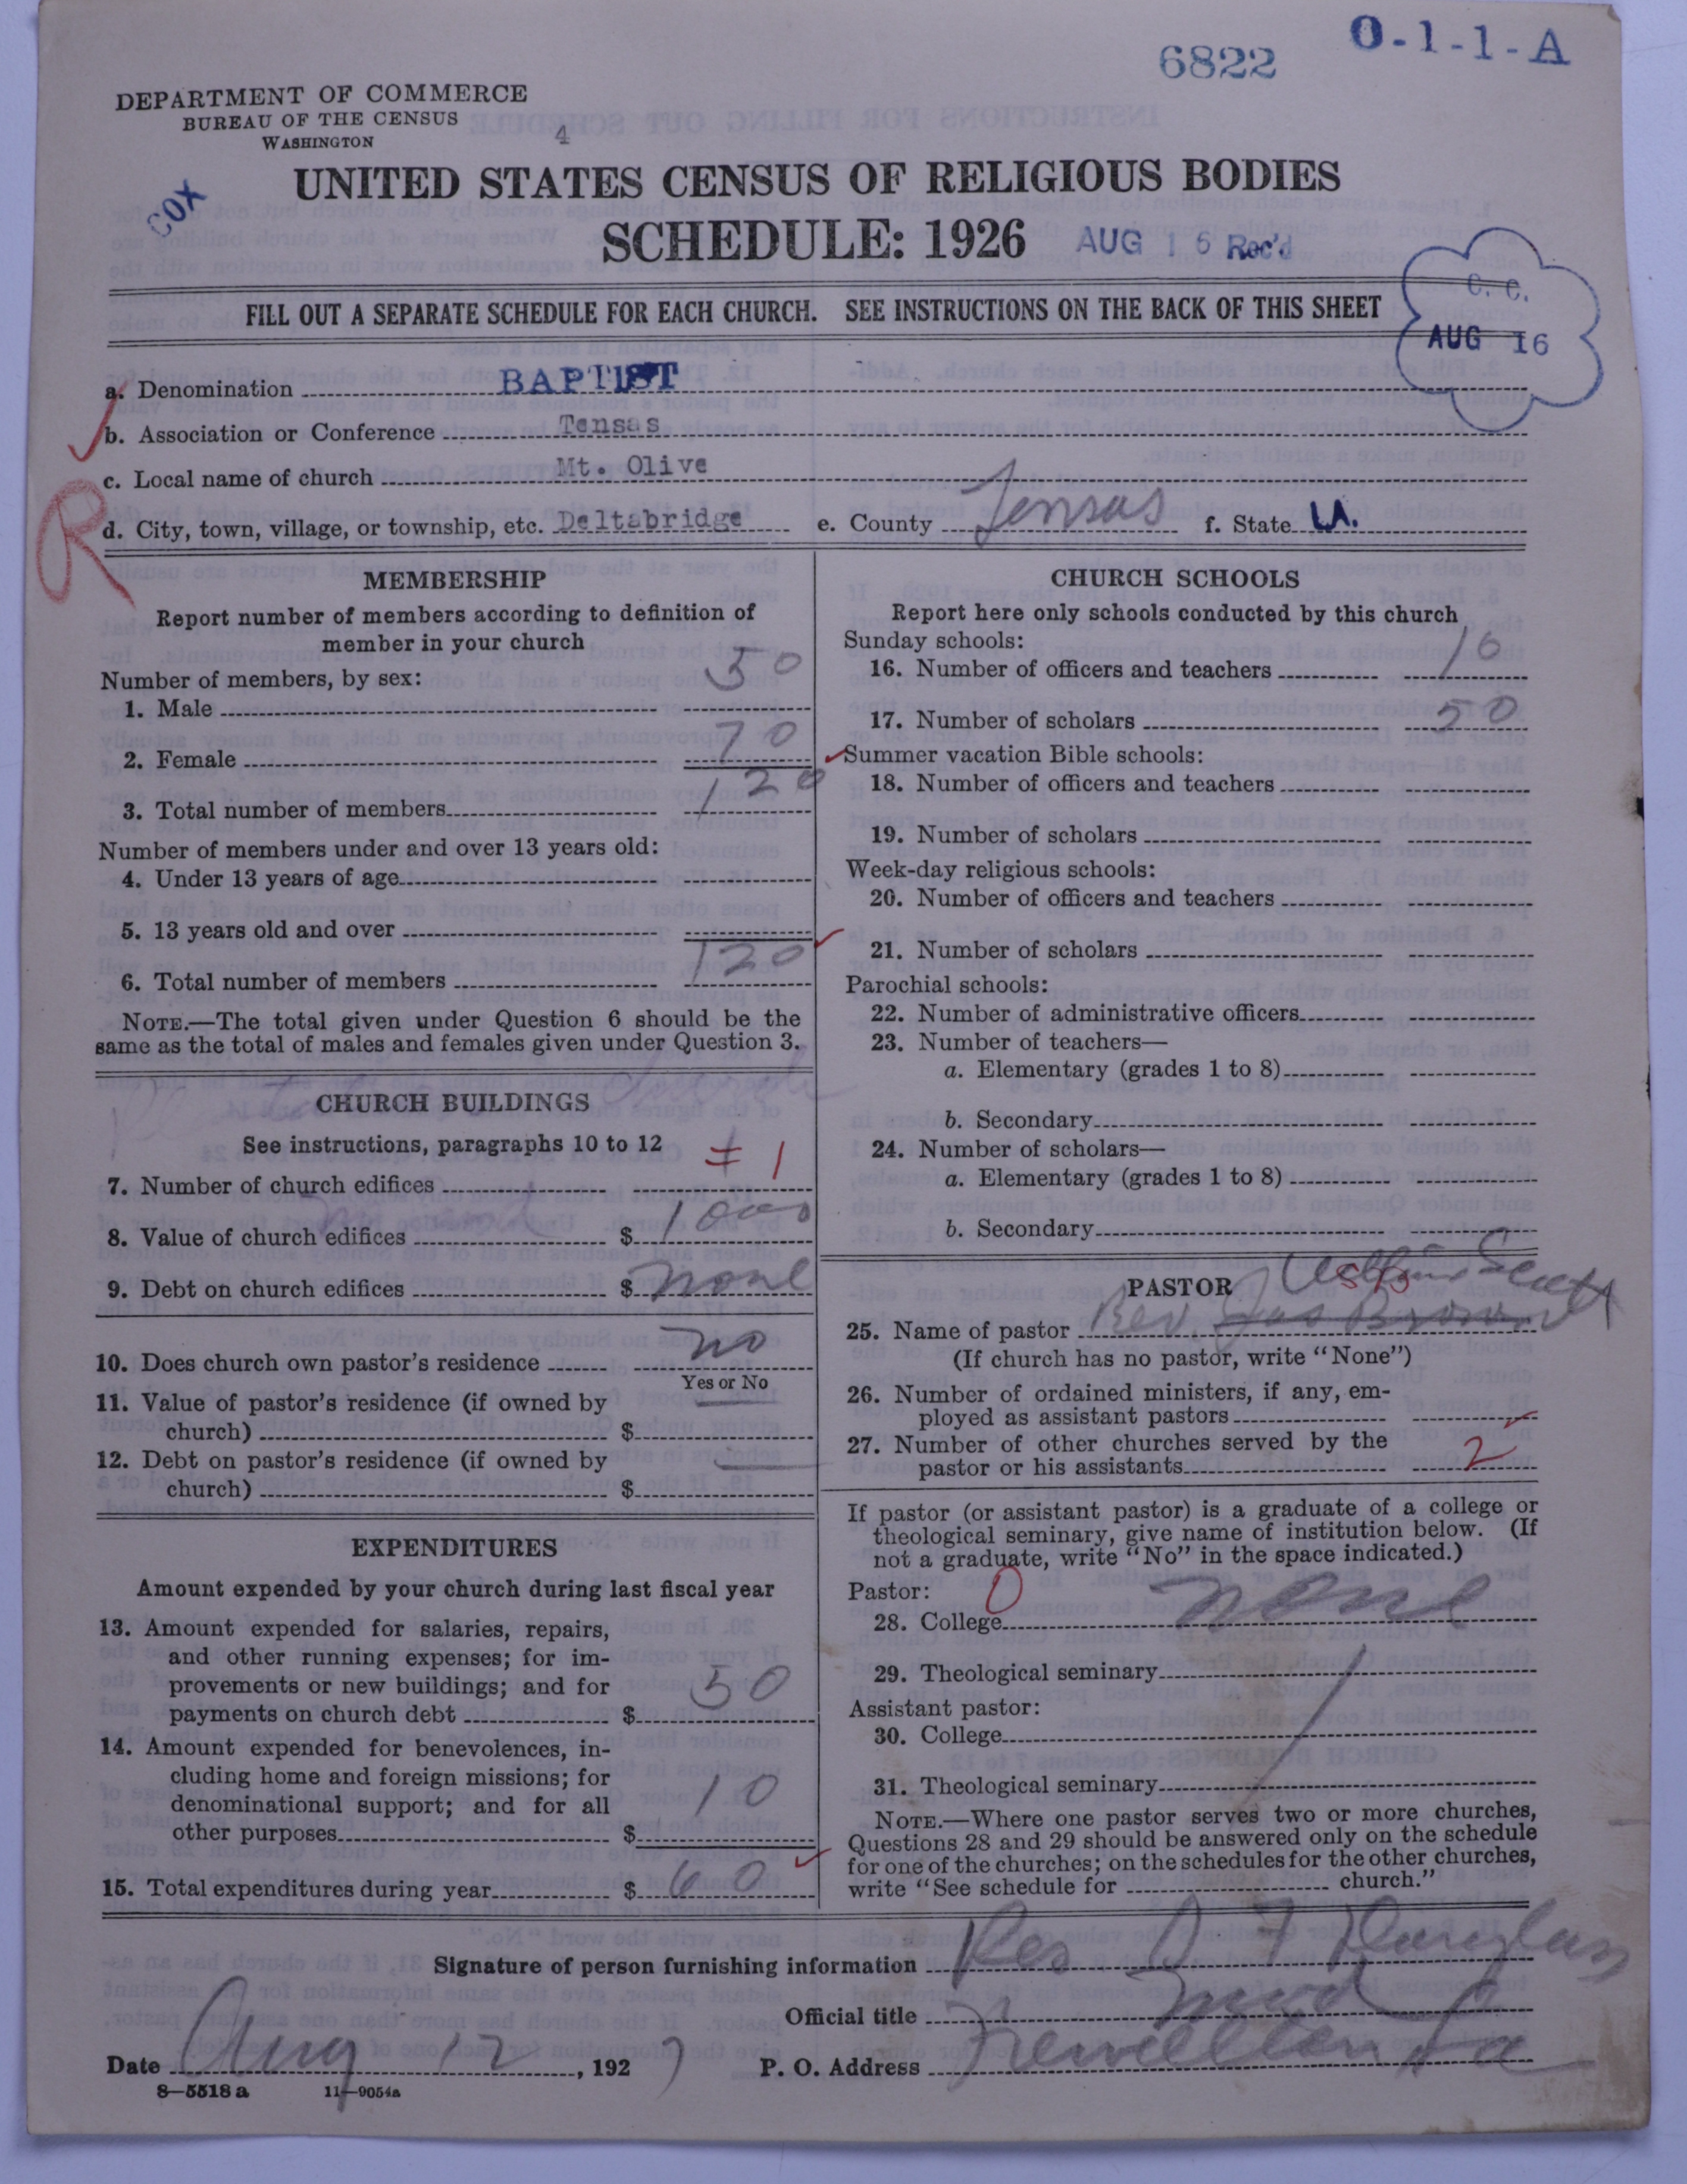 6822 O-1-1-A
DEPARTMENT OF COMMERCE
BUREAU OF THE CENSUS
WASHINGTON
4
COX
UNITED STATES CENSUS OF RELIGIOUS BODIES
SCHEDULE: 1926 AUG 16 Rec'd
FILL OUT A SEPARATE SCHEDULE FOR EACH CHURCH. SEE INSTRUCTIONS ON THE BACK OF THIS SHEET
C. C.
AUG 16
a. Denomination BAPTIST
b. Association or Conference Tensas
c. Local name of church Mt. Olive
R
d. City, town, village, or township, etc. Deltabridge e. County Tensas f. State La.
MEMBERSHIP
Report number of members according to definition of
member in your church
Number of members, by sex:
1. Male 50
2. Female 70
3. Total number of members 120
Number of members under and over 13 years old:
4. Under 13 years of age
5. 13 years old and over
6. Total number of members 120
NOTE.—The total given under Question 6 should be the
same as the total of males and females given under Question 3.
CHURCH BUILDINGS
See instructions, paragraphs 10 to 12
7. Number of church edifices 1
8. Value of church edifices $ 1000
9. Debt on church edifices $ none
10. Does church own pastor's residence no
Yes or No
11. Value of pastor's residence (if owned by
church) $
12. Debt on pastor's residence (if owned by
church) $
EXPENDITURES
Amount expended by your church during last fiscal year
13. Amount expended for salaries, repairs,
and other running expenses; for im-
provements or new buildings; and for
payments on church debt $ 50
14. Amount expended for benevolences, in-
cluding home and foreign missions; for
denominational support; and for all
other purposes $ 10
15. Total expenditures during year $ 60
CHURCH SCHOOLS
Report here only schools conducted by this church
Sunday schools:
16. Number of officers and teachers 10
17. Number of scholars 50
Summer vacation Bible schools:
18. Number of officers and teachers
19. Number of scholars
Week-day religious schools:
20. Number of officers and teachers
21. Number of scholars
Parochial schools:
22. Number of administrative officers
23. Number of teachers—
a. Elementary (grades 1 to 8)
b. Secondary
24. Number of scholars—
a. Elementary (grades 1 to 8)
b. Secondary
PASTOR
25. Name of pastor Rev. Jas Brown
(If church has no pastor, write "None")
26. Number of ordained ministers, if any, em-
ployed as assistant pastors
27. Number of other churches served by the
pastor or his assistants 2
If pastor (or assistant pastor) is a graduate of a college or
theological seminary, give name of institution below. (If
not a graduate, write "No" in the space indicated.)
Pastor: 0
28. College none
29. Theological seminary
Assistant pastor:
30. College
31. Theological seminary
NOTE.—Where one pastor serves two or more churches,
Questions 28 and 29 should be answered only on the schedule
for one of the churches; on the schedules for the other churches,
write "See schedule for church."
Signature of person furnishing information
Official title Mod
Date Aug 12, 1927 P. O. Address Newellton La
8—5518 a 11—9054a